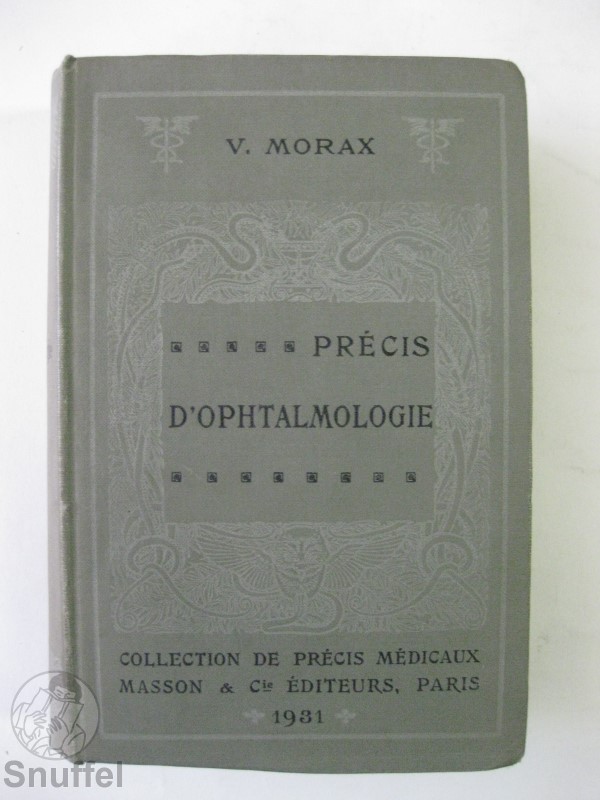 V. MORAX
PRÉCIS
D'OPHTALMOLOGIE
COLLECTION DE PRÉCIS MÉDICAUX
MASSON & Cie ÉDITEURS, PARIS
1931
Snuffel